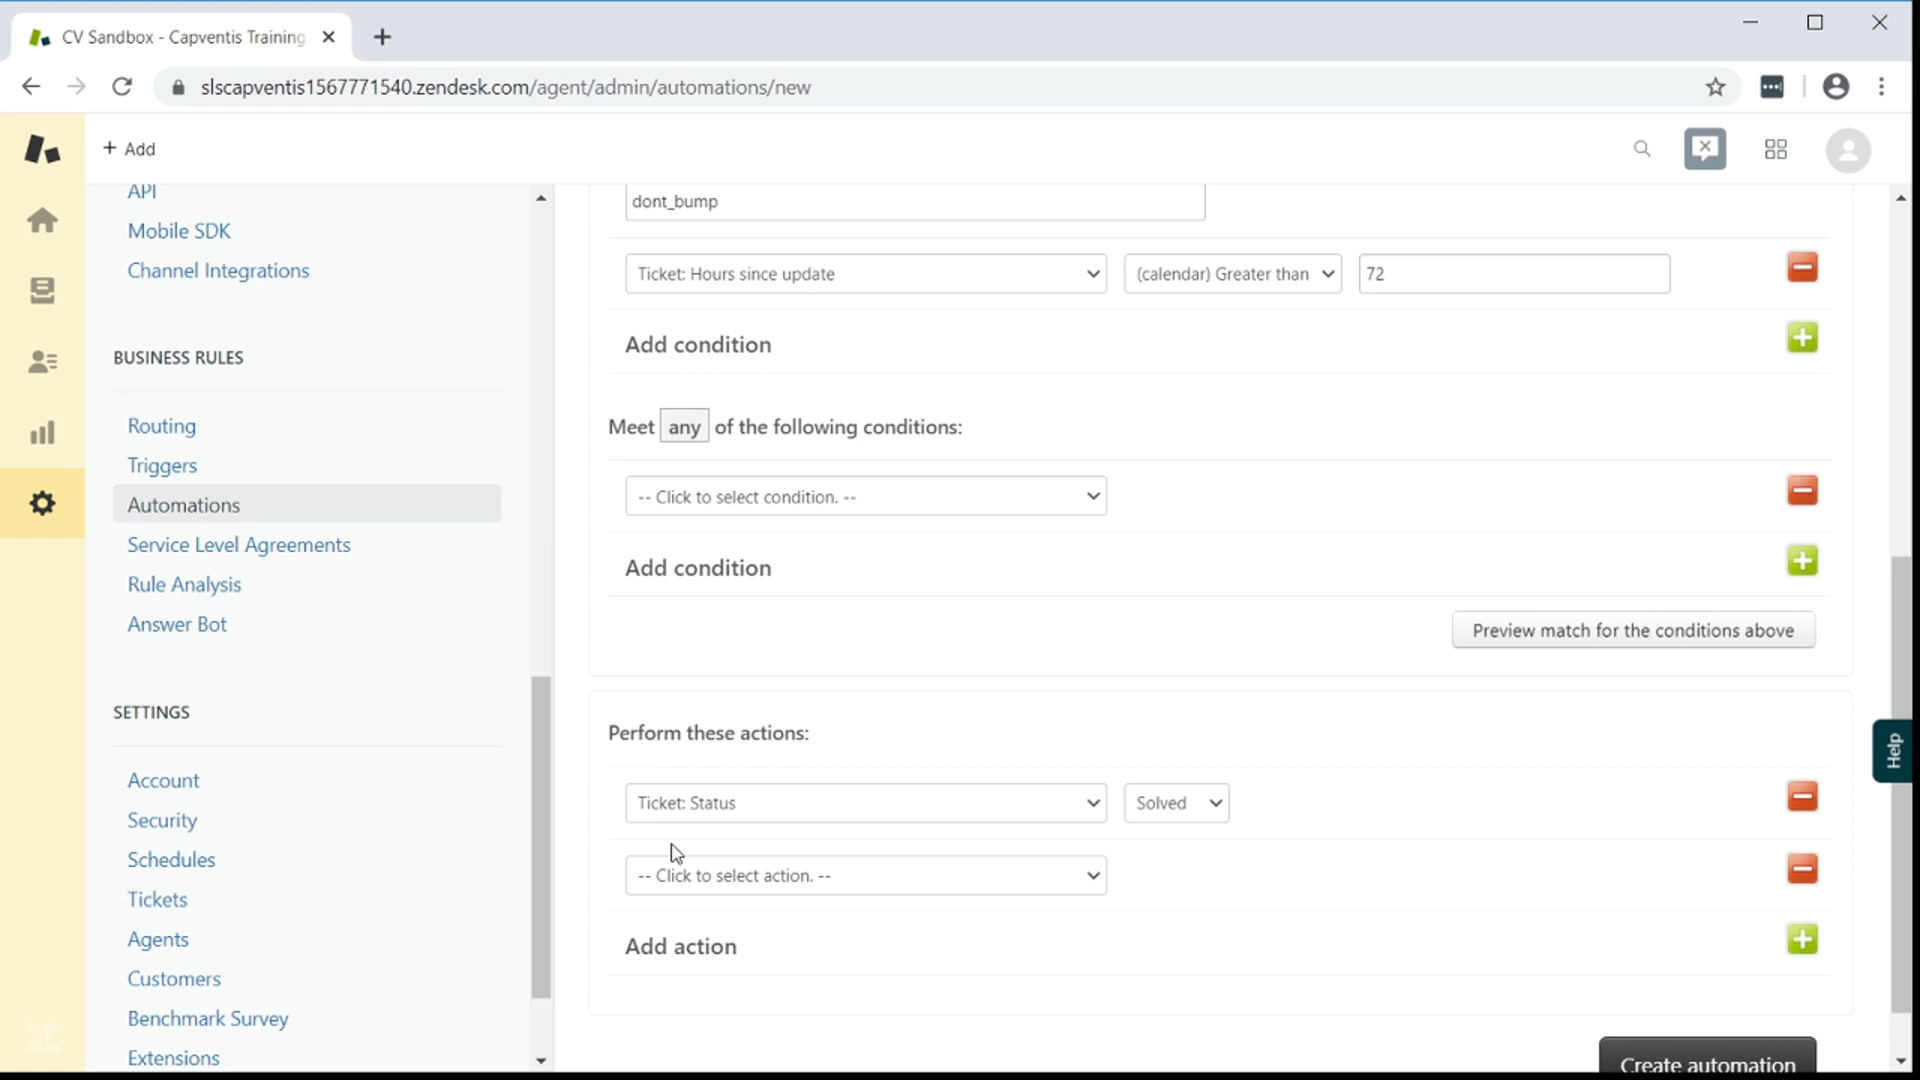 CV Sandbox - Capventis Training
slscapventis1567771540.zendesk.com/agent/admin/automations/new
+ Add
API
Mobile SDK
Channel Integrations
BUSINESS RULES
Routing
Triggers
Automations
Service Level Agreements
Rule Analysis
Answer Bot
SETTINGS
Account
Security
Schedules
Tickets
Agents
Customers
Benchmark Survey
Extensions
dont_bump
Ticket: Hours since update (calendar) Greater than 72
Add condition
Meet any of the following conditions:
-- Click to select condition. --
Add condition
Preview match for the conditions above
Perform these actions:
Ticket: Status Solved
-- Click to select action. --
Add action
Create automation
Help